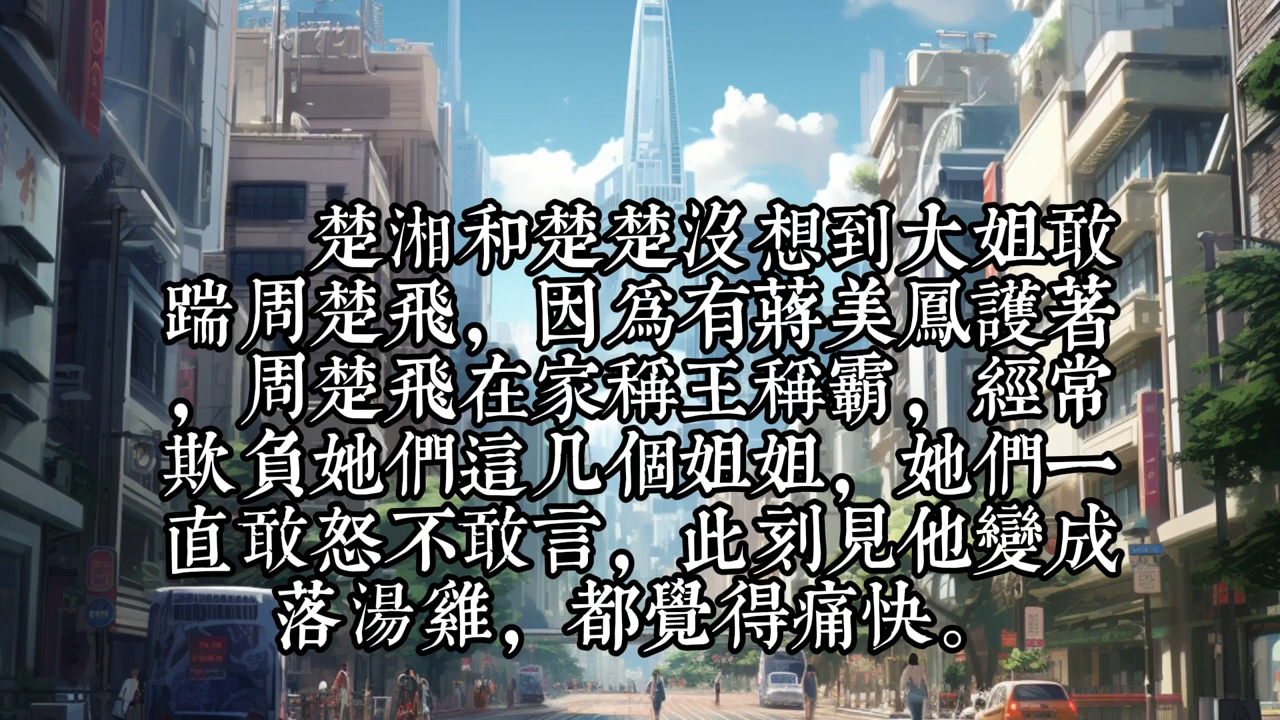 楚湘和楚楚沒想到大姐敢
踹周楚飛，因爲有蔣美鳳護著
，周楚飛在家稱王稱霸，經常
欺負她們這几個姐姐，她們一
直敢怒不敢言，此刻見他變成
落湯雞，都覺得痛快。